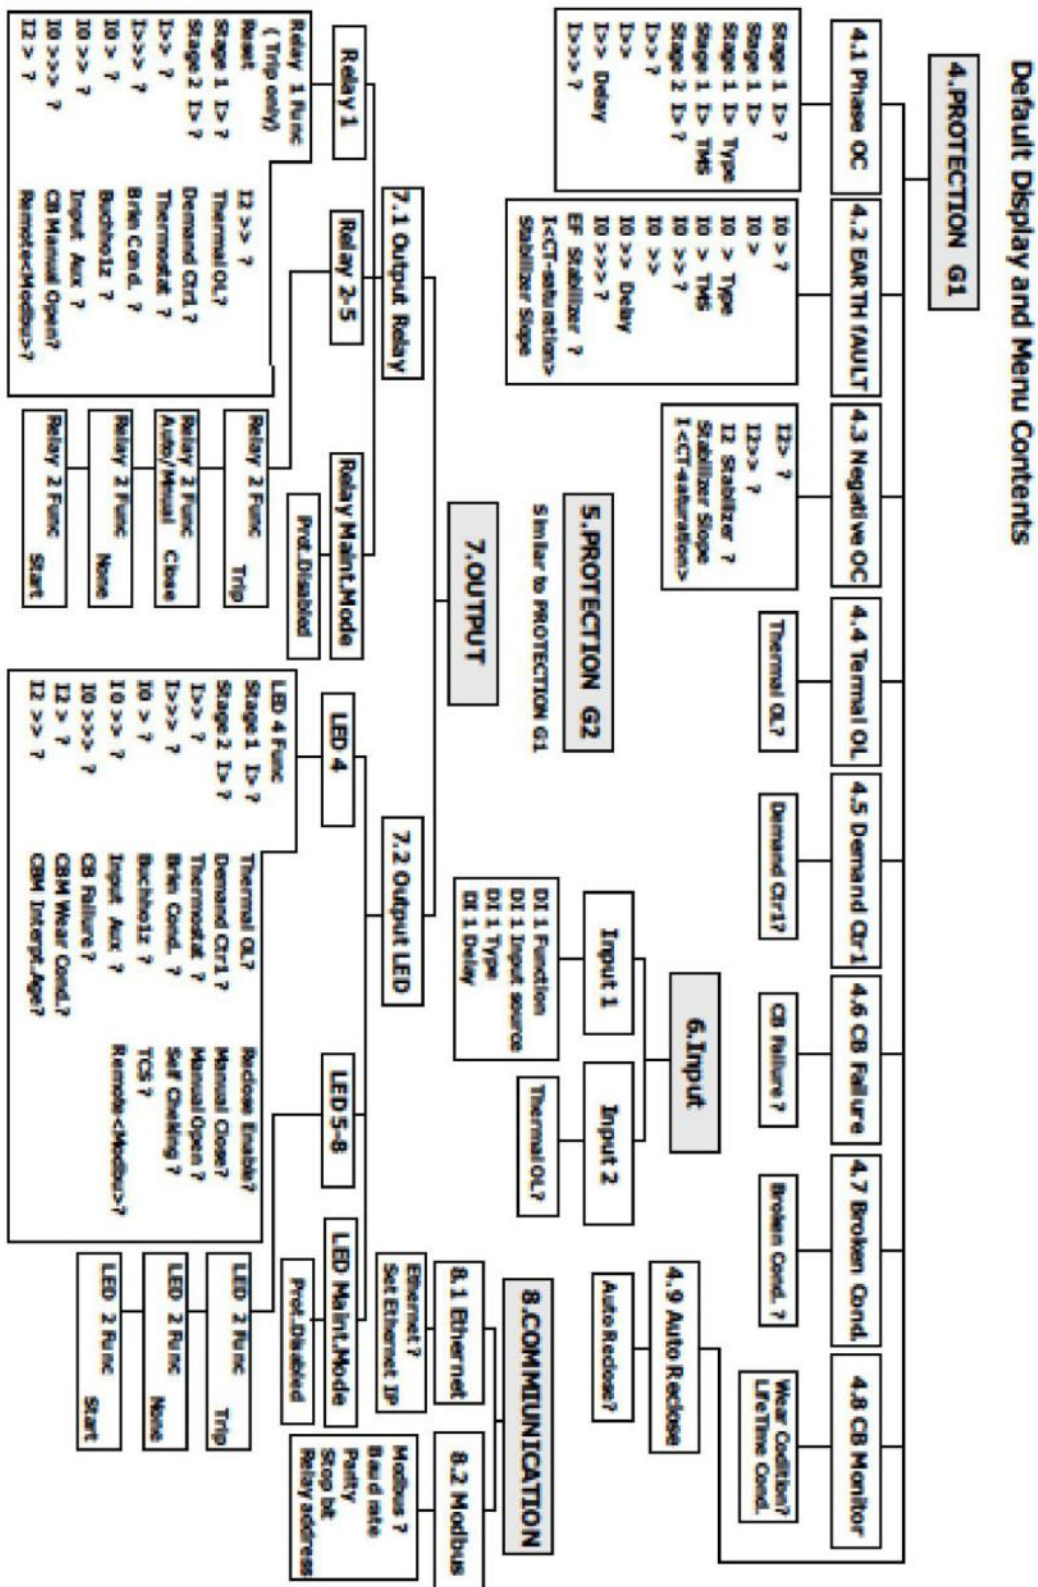 Default Display and Menu Contents
4.PROTECTION G1
4.1 Phase OC
Stage 1 I> ?
Stage 1 I>
Stage 1 I> Type
Stage 1 I> TMS
Stage 2 I> ?
I>> ?
I>>
I>> Delay
I>>> ?
4.2 EARTH fAULT
I0 > ?
I0 >
I0 > Type
I0 > TMS
I0 >> ?
I0 >>
I0 >> Delay
I0 >>> ?
EF Stabilizer ?
I<CT-saturation>
Stabilizer Slope
4.3 Negative OC
I2> ?
I2>> ?
I2 Stabilizer ?
Stabilizer Slope
I<CT-saturation>
4.4 Termal OL
Thermal OL?
4.5 Demand Ctr1
Demand Ctr1?
4.6 CB Failure
CB Failure ?
4.7 Broken Cond.
Broken Cond. ?
4.8 CB Monitor
Wear Codition?
LifeTime Cond.
4.9 Auto Reclose
Auto Reclose?
5.PROTECTION G2
Similar to PROTECTION G1
6.Input
Input 1
DI 1 Function
DI 1 Input source
DI 1 Type
DI 1 Delay
Input 2
Thermal OL?
7.OUTPUT
7.1 Output Relay
Relay 1
Relay 1 Func
( Trip only)
Reset
Stage 1 I> ?
Stage 2 I> ?
I>> ?
I>>> ?
I0 > ?
I0 >> ?
I0 >>> ?
I2 > ?
I2 >> ?
Thermal OL?
Demand Ctr1 ?
Thermostat ?
Brkn Cond. ?
Buchholz ?
Input Aux ?
CB Manual Open?
Remote<Modbus>?
Relay 2-5
Relay 2 Func
Trip
Relay 2 Func
Auto/Mnual Close
Relay 2 Func
None
Relay 2 Func
Start
Relay Maint.Mode
Prot.Disabled
7.2 Output LED
LED 4
LED 4 Func
Stage 1 I> ?
Stage 2 I> ?
I>> ?
I>>> ?
I0 > ?
I0 >> ?
I0 >>> ?
I2 > ?
I2 >> ?
Thermal OL?
Demand Ctr1 ?
Thermostat ?
Brkn Cond. ?
Buchholz ?
Input Aux ?
CB Failure ?
CBM Wear Cond.?
CBM Interpt.Age?
Reclose Enable?
Manual Close?
Manual Open ?
Self Cheking ?
TCS ?
Remote<Modbus>?
LED 5-8
LED 2 Func
Trip
LED 2 Func
None
LED 2 Func
Start
LED Maint.Mode
Prot.Disabled
8.COMMIUNICATION
8.1 Ethernet
Ethernet ?
Set Ethernet IP
8.2 Modbus
Modbus ?
Baud rate
Parity
Stop bit
Relay address